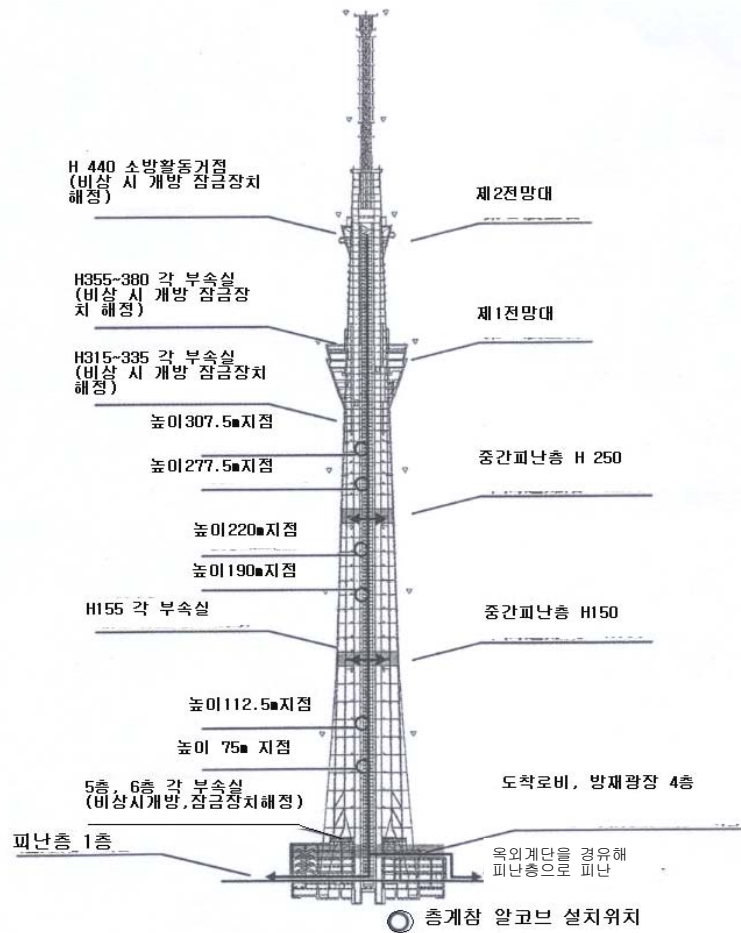 H 440 소방활동거점
(비상 시 개방 잠금장치
해정)
제2전망대
H355~380 각 부속실
(비상 시 개방 잠금장
치 해정)
제1전망대
H315~335 각 부속실
(비상 시 개방 잠금장치
해정)
높이307.5m지점
높이277.5m지점
중간피난층 H 250
높이220m지점
높이190m지점
H155 각 부속실
중간피난층 H150
높이112.5m지점
높이 75m 지점
5층, 6층 각 부속실
(비상시개방,잠금장치해정)
도착로비, 방재광장 4층
피난층 1층
옥외계단을 경유해
피난층으로 피난
층계참 알코브 설치위치